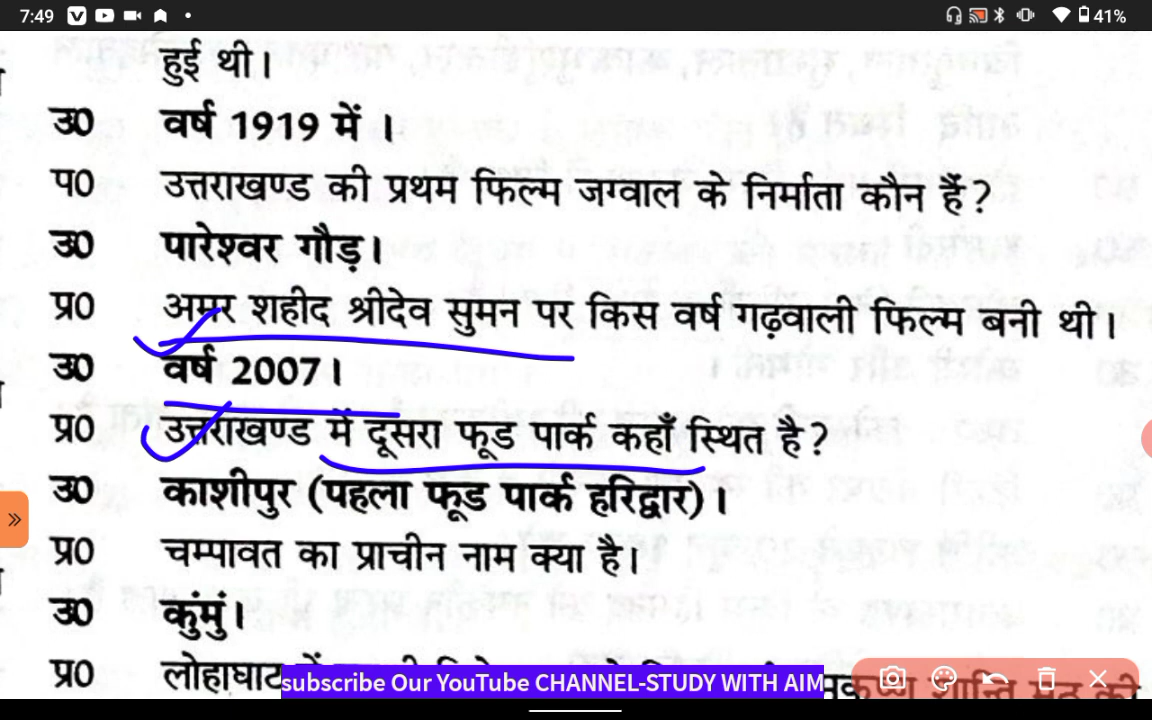 7:49
41%
हुई थी।
उ0 वर्ष 1919 में ।
प0 उत्तराखण्ड की प्रथम फिल्म जग्वाल के निर्माता कौन हैं?
उ0 पारेश्वर गौड़।
प्र0 अमर शहीद श्रीदेव सुमन पर किस वर्ष गढ़वाली फिल्म बनी थी।
उ0 वर्ष 2007।
प्र0 उत्तराखण्ड में दूसरा फूड पार्क कहाँ स्थित है?
उ0 काशीपुर (पहला फूड पार्क हरिद्वार)।
प्र0 चम्पावत का प्राचीन नाम क्या है।
उ0 कुमुं।
प्र0 लोहाघाट
subscribe Our YouTube CHANNEL-STUDY WITH AIM